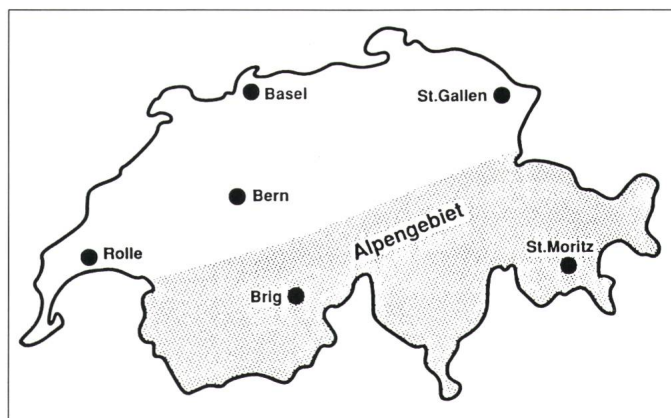 Basel
St.Gallen
Bern
Alpengebiet
Rolle
St.Moritz
Brig